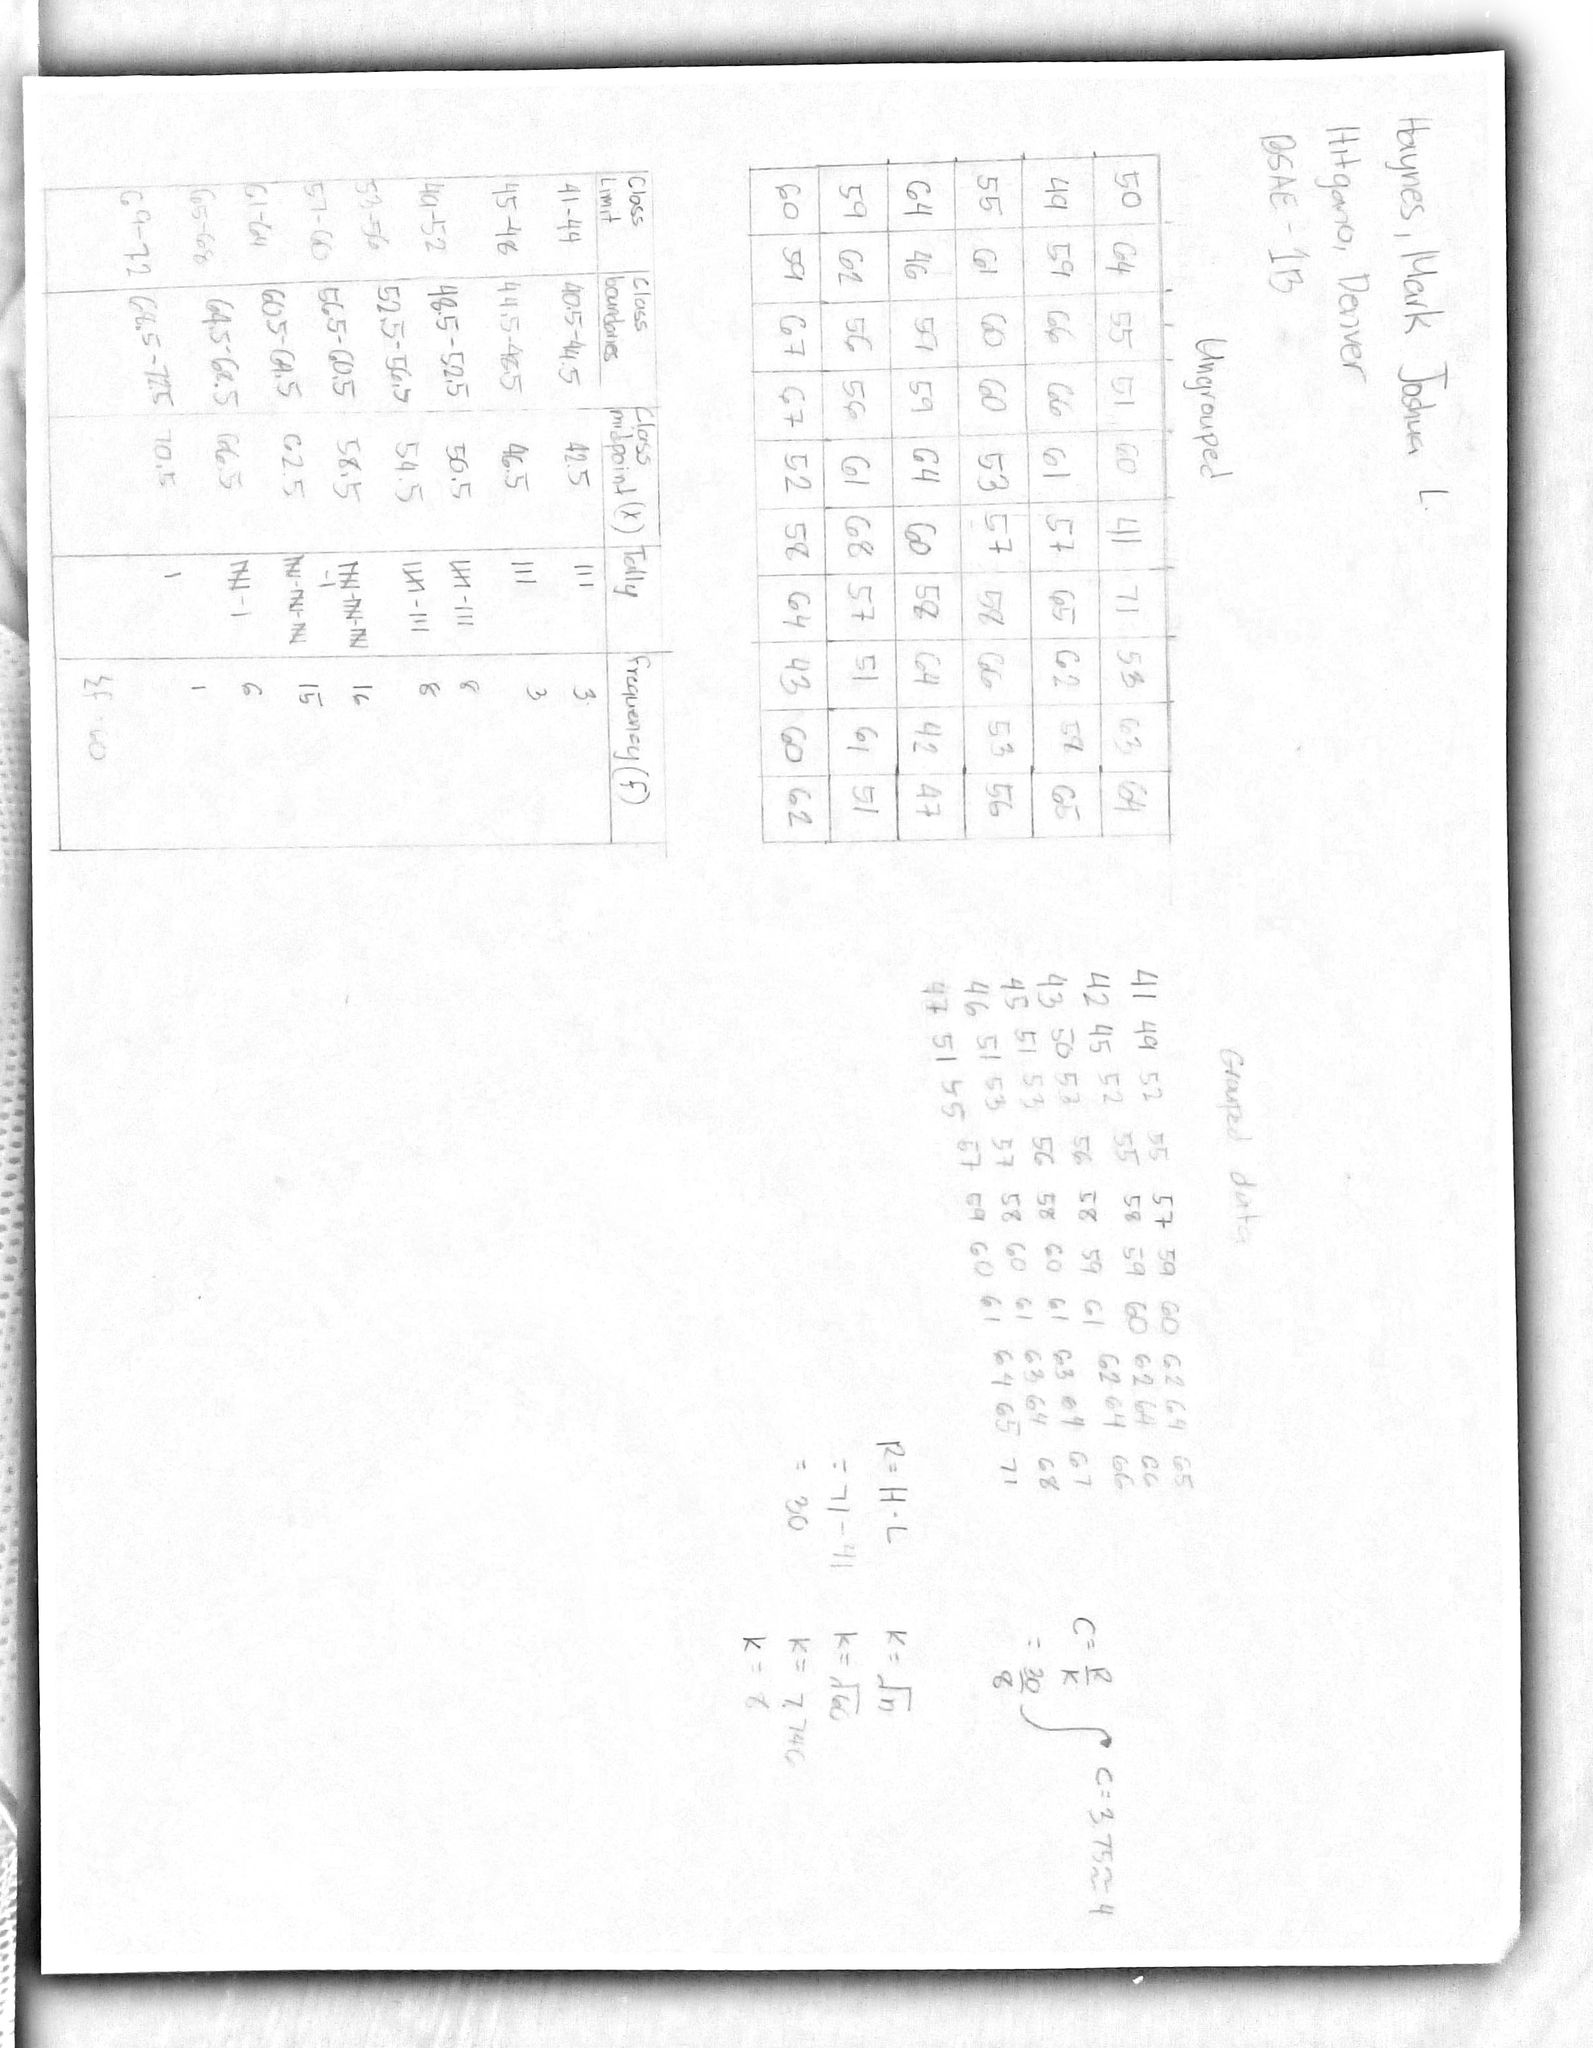 Haynes, Mark Joshua L.
Hitgano, Denver
BSAE - 1B
Ungrouped
50 64 55 51 60 41 71 53 63 64
49 59 66 66 61 57 65 62 58 65
55 61 60 60 53 57 58 66 53 56
64 46 59 59 64 60 58 64 42 47
59 62 56 56 61 68 57 51 61 51
60 59 67 67 52 58 64 43 60 62
Class Limit Class boundaries Class midpoint (x) Tally frequency (f)
41-44 40.5-44.5 42.5 III 3
45-48 44.5-48.5 46.5 III 3
49-52 48.5-52.5 50.5 IIII-III 8
53-56 52.5-56.5 54.5 IIII-III 8
57-60 56.5-60.5 58.5 IIII-IIII-IIII-I 16
61-64 60.5-64.5 62.5 IIII-IIII-IIII 15
65-68 64.5-68.5 66.5 IIII-I 6
69-72 68.5-72.5 70.5 I 1
Σf=60
Grouped data
41 49 52 55 57 59 60 62 64 65
42 45 52 55 58 59 60 62 64 66
43 50 53 56 58 59 61 62 64 66
45 51 53 56 58 60 61 63 64 67
46 51 53 57 58 60 61 63 64 68
47 51 55 57 59 60 61 64 65 71
R = H-L
= 71-41
= 30
K = √n
K = √60
K = 7.746
K = 8
C = R/K
= 30/8
C = 3.75 ≈ 4